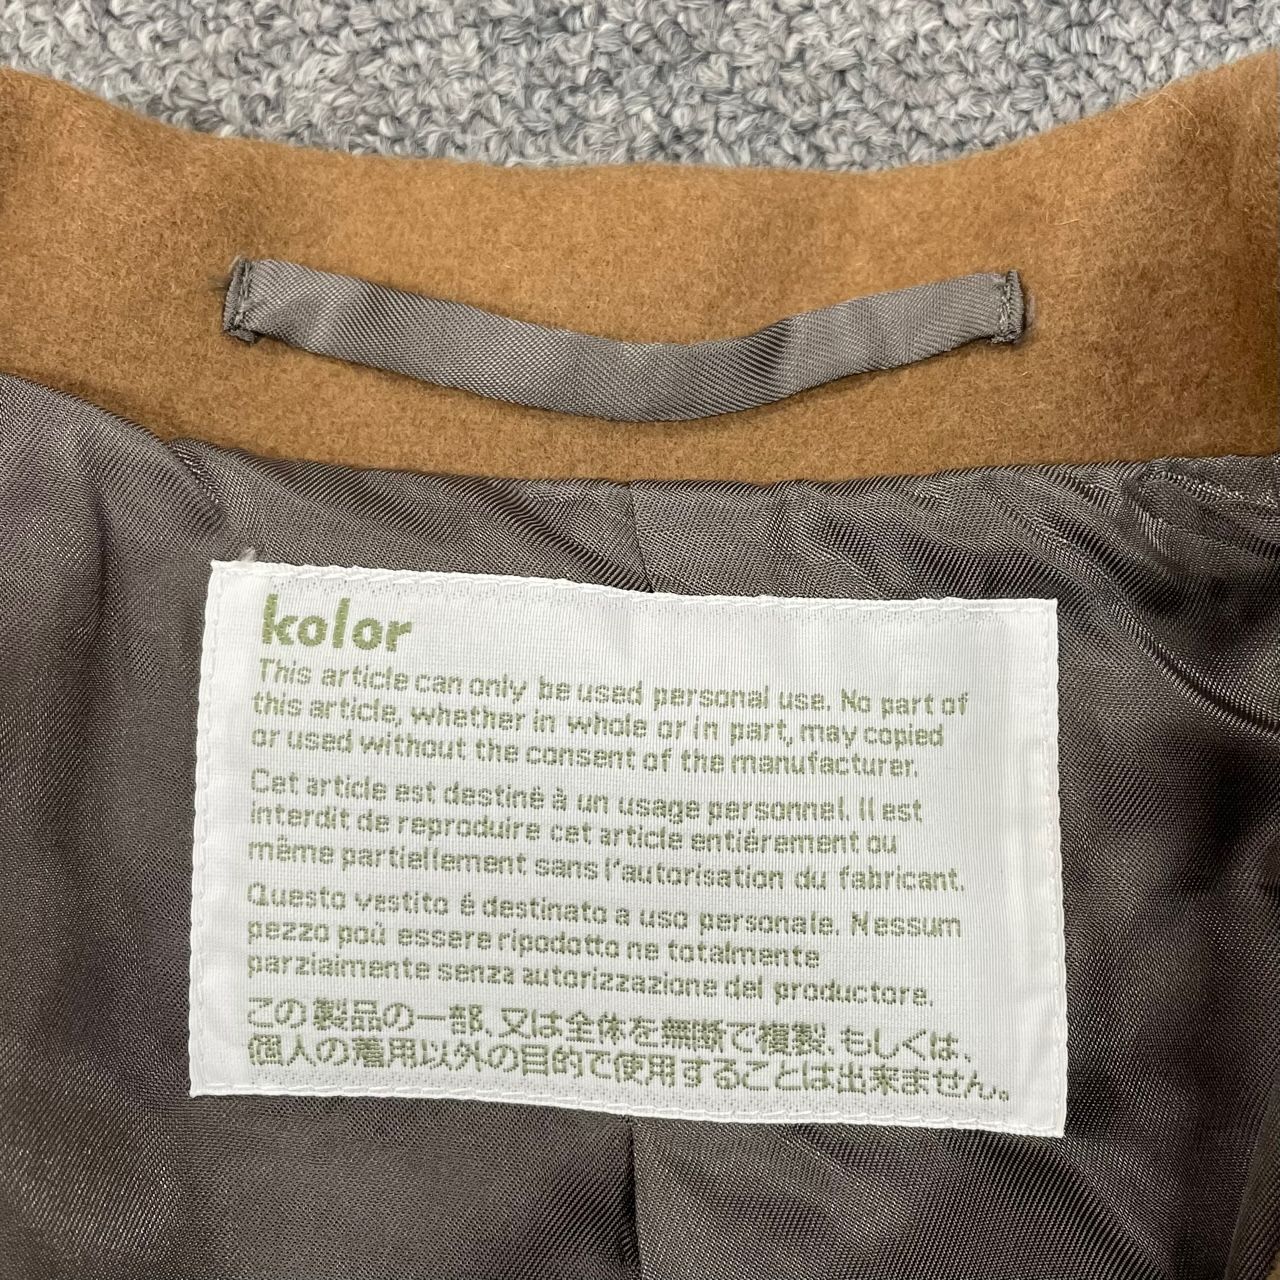 kolor
This article can only be used personal use. No part of
this article, whether in whole or in part, may copied
or used without the consent of the manufacturer.
Cet article est destiné à un usage personnel. Il est
interdit de reproduire cet article entiérement ou
même partiellement sans l'autorisation du fabricant.
Questo vestito é destinato a uso personale. Nessum
pezzo poù essere ripodotto ne totalmente
parziaimente senza autorizzazione del productore.
この製品の一部、又は全体を無断で複製、もしくは、
個人の着用以外の目的で使用することは出来ません。